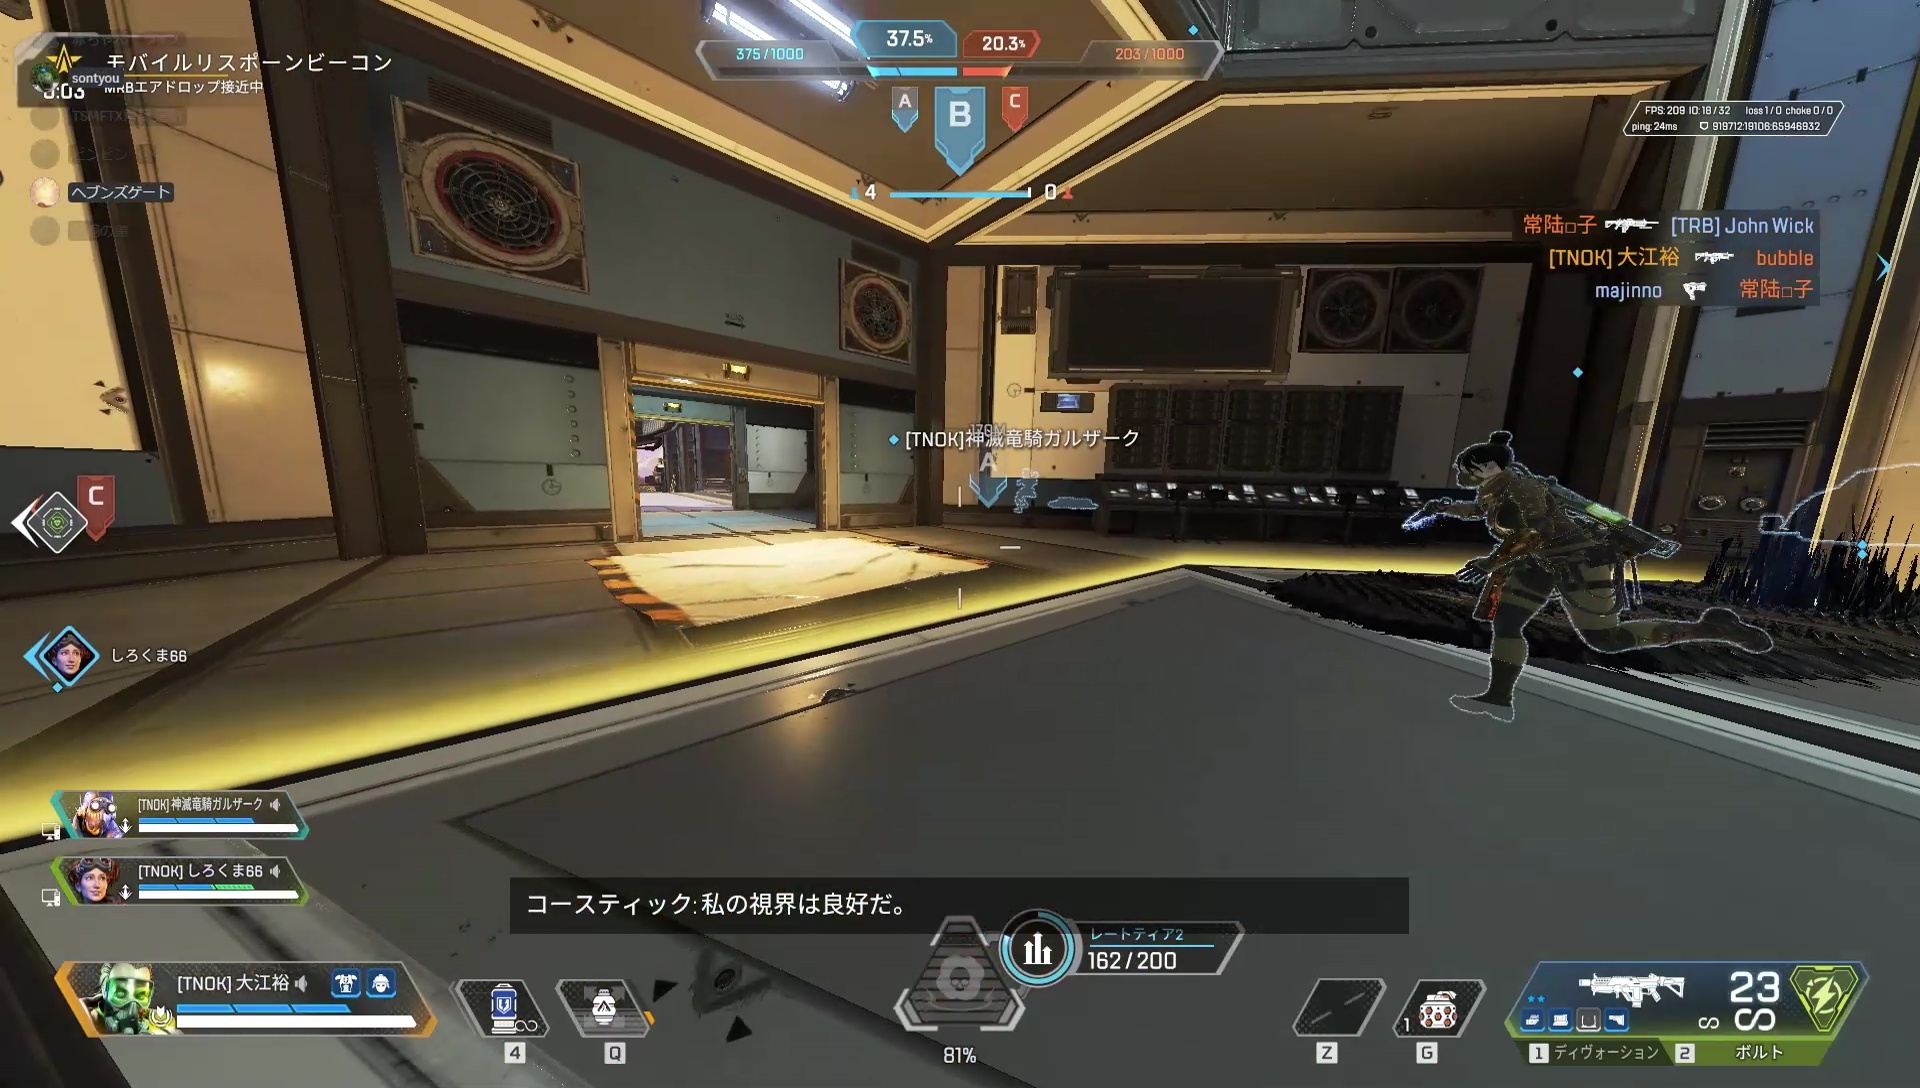 モバイルリスポーンビーコン
sontyou
MRBエアドロップ接近中
ヘブンズゲート
375/1000
37.5%
20.3%
203/1000
A
B
C
4
0
FPS:209 IO:18/32 loss1/0 choke0/0
ping:24ms
常陸□子 [TRB] John Wick
[TNOK] 大江裕 bubble
majinno 常陸□子
[TNOK]神滅竜騎ガルザーク
A
C
しろくま66
[TNOK]神滅竜騎ガルザーク
[TNOK]しろくま66
コースティック: 私の視界は良好だ。
レートティア2
162/200
[TNOK]大江裕
4
Q
81%
Z
1
G
23
1 ディヴォーション
2 ボルト